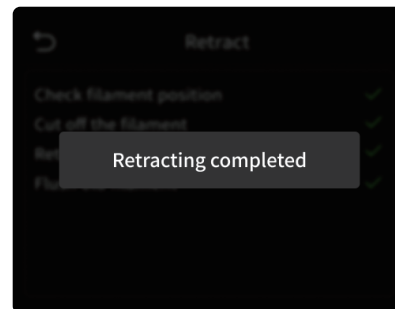 Retract
Check filament position
Cut off the filament
Retracting completed